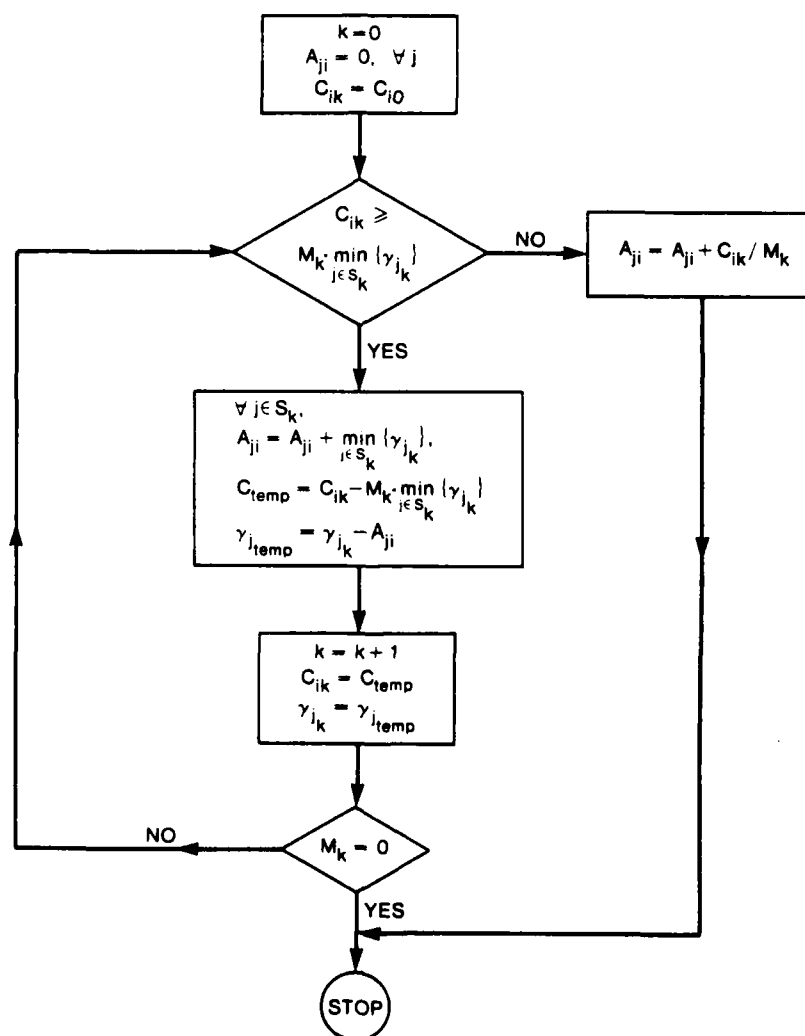 k = 0
A_ji = 0, ∀ j
C_ik = C_i0
C_ik ⩾
M_k · min {γ_j_k}
j∈S_k
NO
A_ji = A_ji + C_ik / M_k
YES
∀ j∈S_k,
A_ji = A_ji + min {γ_j_k},
j∈S_k
C_temp = C_ik − M_k · min {γ_j_k}
j∈S_k
γ_j_temp = γ_j_k − A_ji
k = k + 1
C_ik = C_temp
γ_j_k = γ_j_temp
NO
M_k = 0
YES
STOP